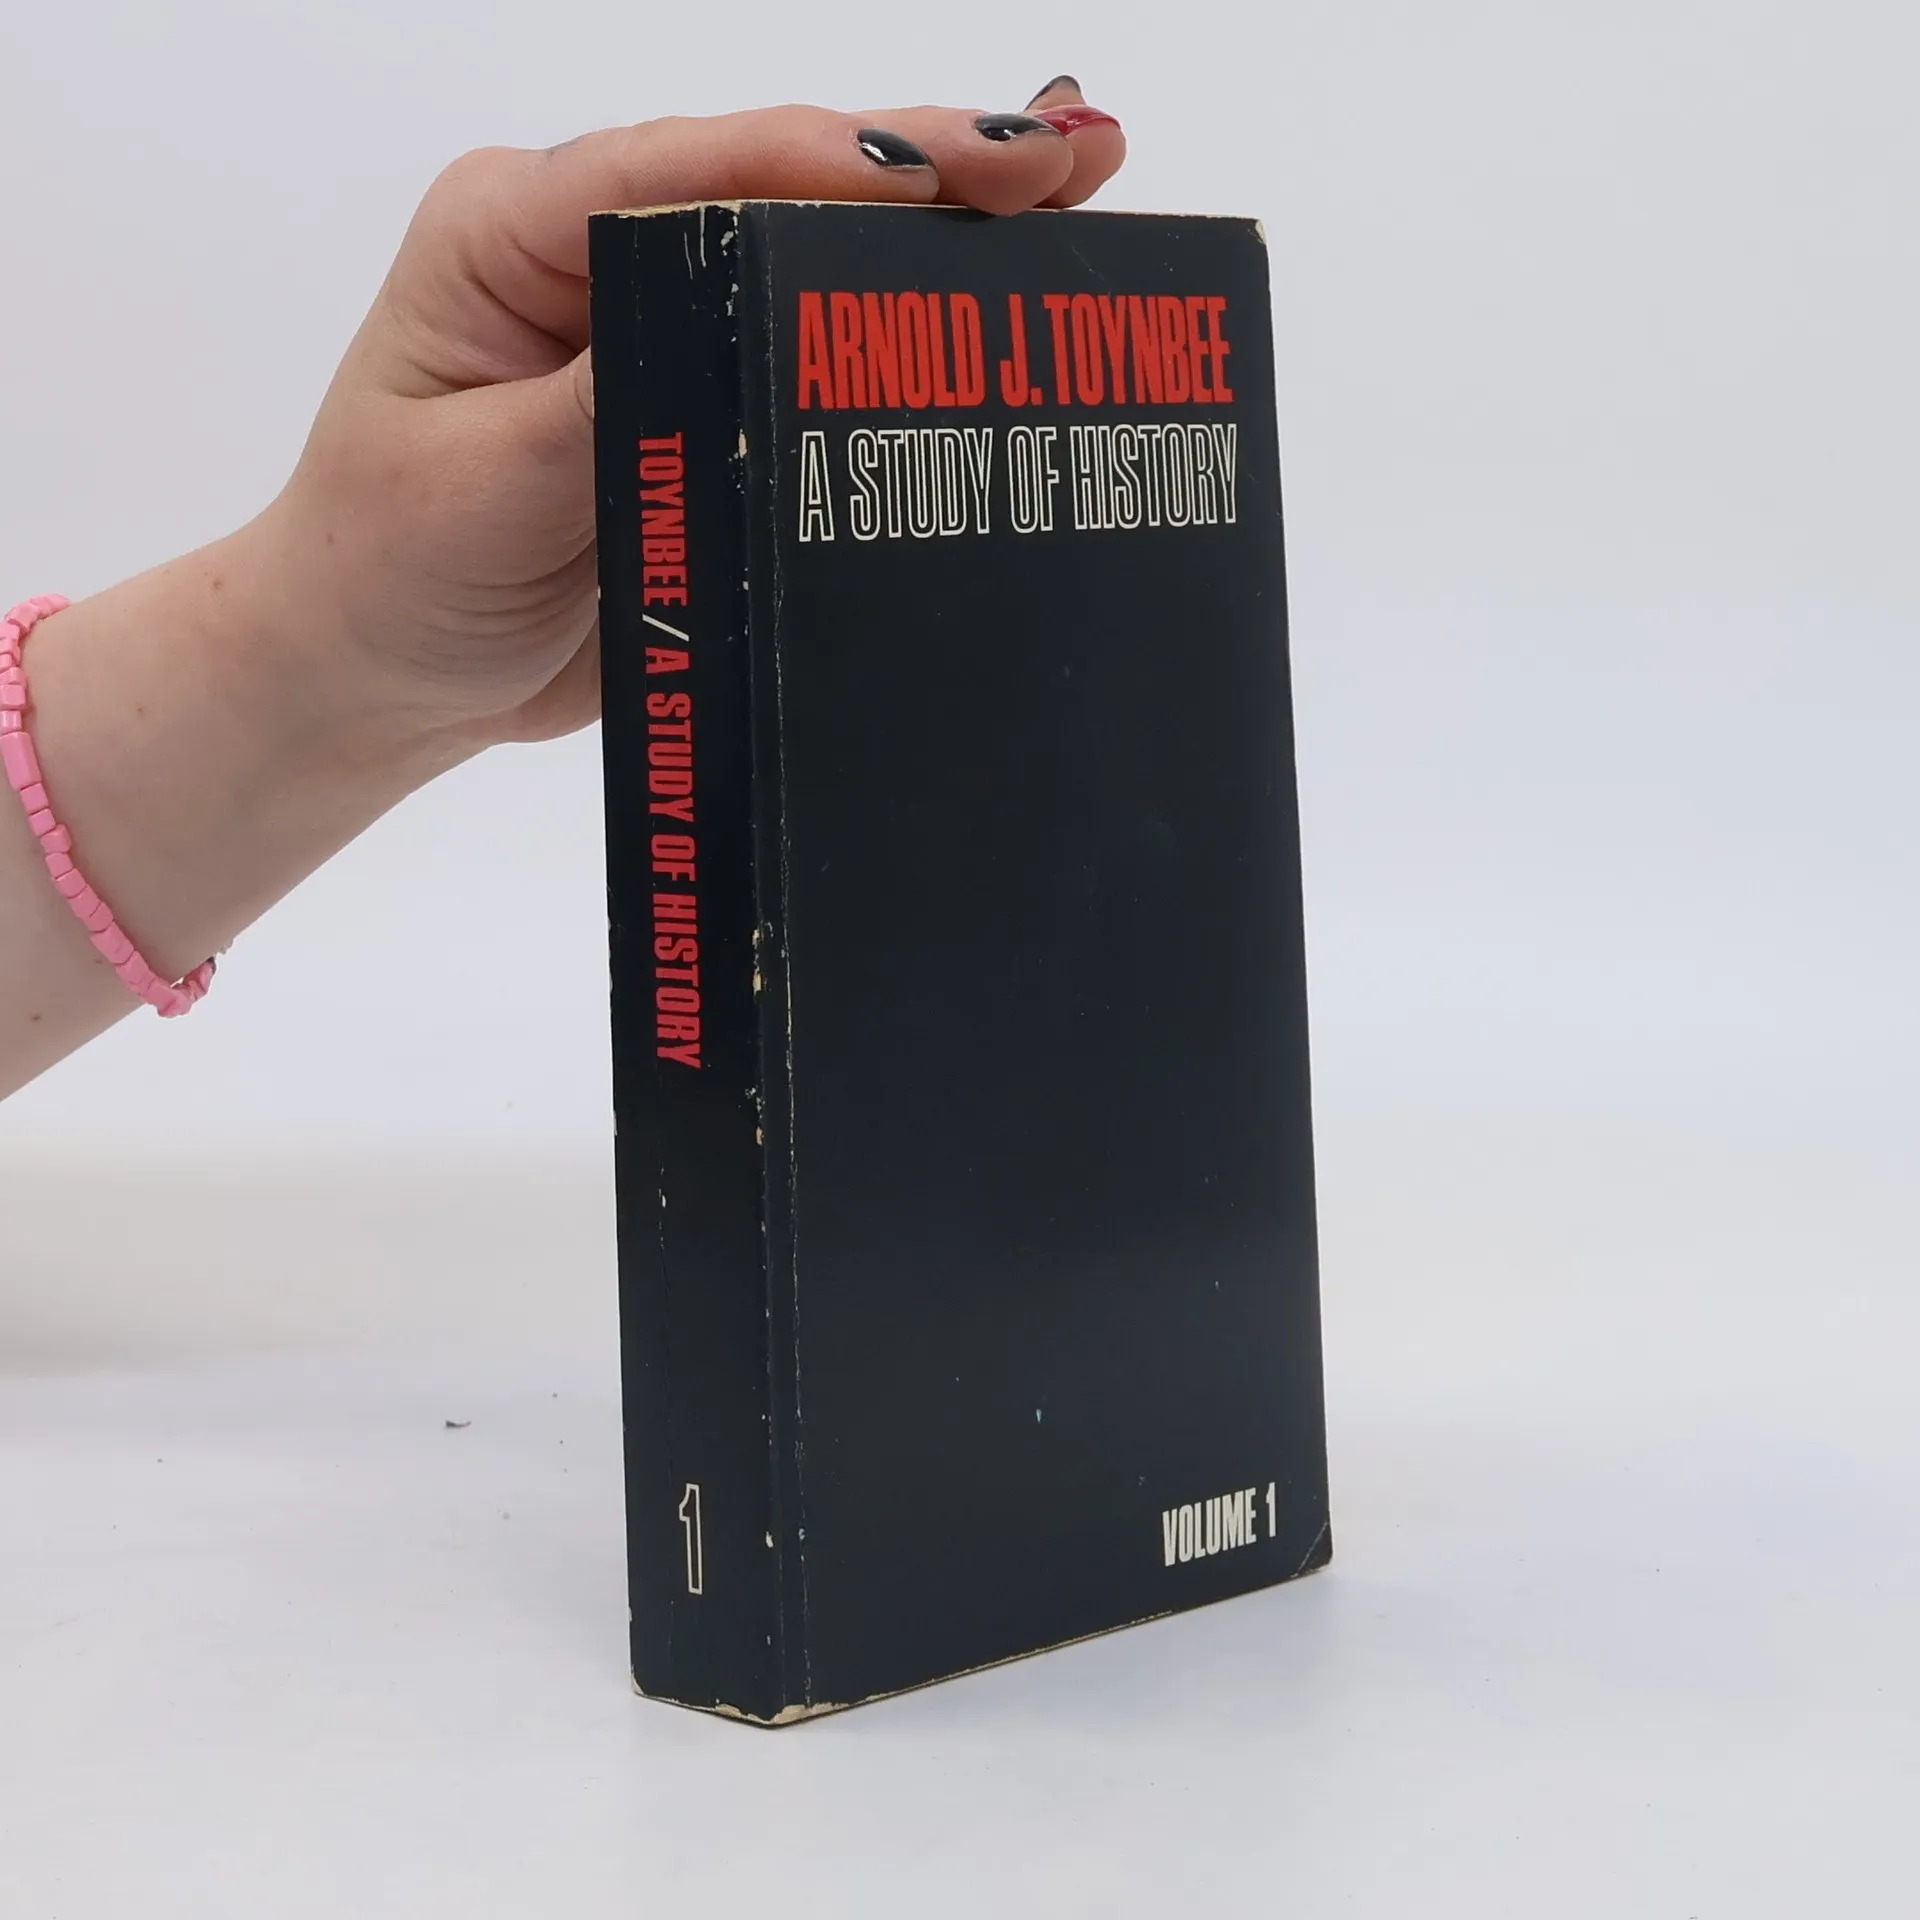 ARNOLD J. TOYNBEE
A STUDY OF HISTORY
VOLUME 1
TOYNBEE / A STUDY OF HISTORY
1